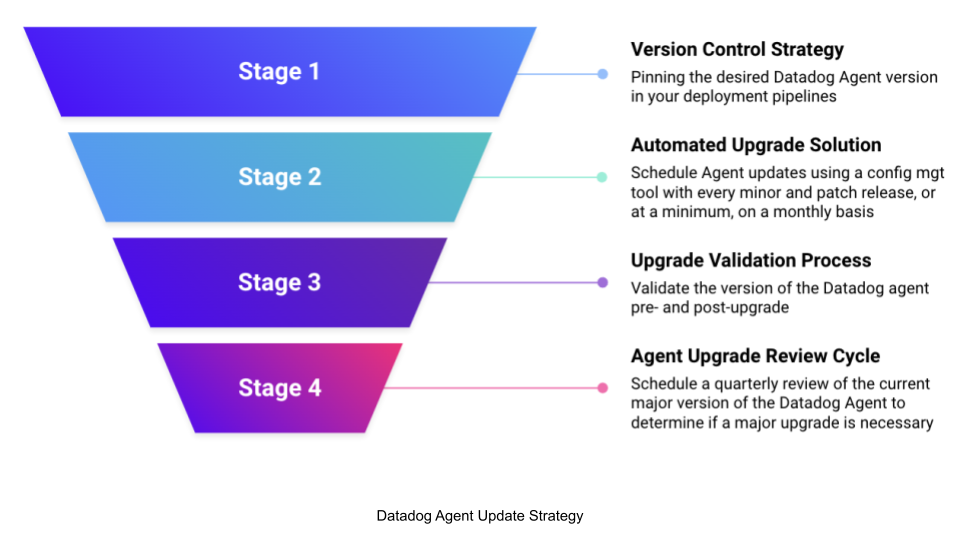 Stage 1
Version Control Strategy
Pinning the desired Datadog Agent version
in your deployment pipelines
Stage 2
Automated Upgrade Solution
Schedule Agent updates using a config mgt
tool with every minor and patch release, or
at a minimum, on a monthly basis
Stage 3
Upgrade Validation Process
Validate the version of the Datadog agent
pre- and post-upgrade
Stage 4
Agent Upgrade Review Cycle
Schedule a quarterly review of the current
major version of the Datadog Agent to
determine if a major upgrade is necessary
Datadog Agent Update Strategy